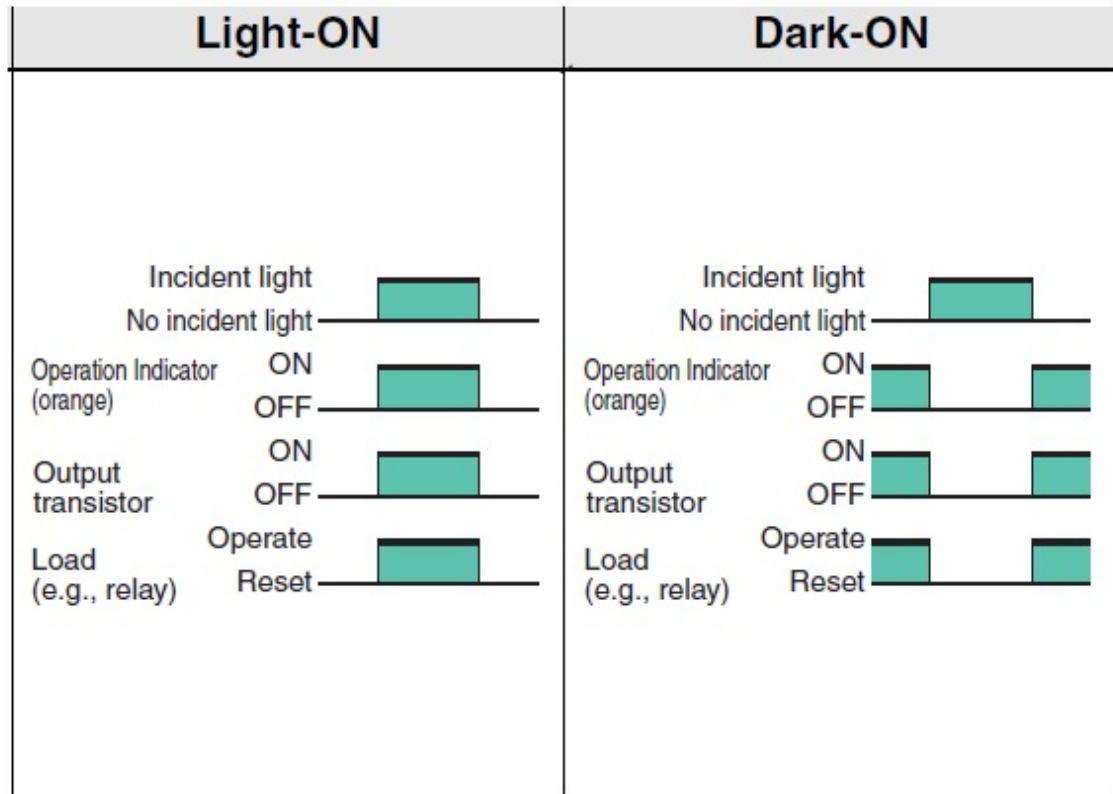 Light-ON
Dark-ON
Incident light
No incident light
Operation Indicator
(orange)
ON
OFF
Output
transistor
ON
OFF
Load
(e.g., relay)
Operate
Reset
Incident light
No incident light
Operation Indicator
(orange)
ON
OFF
Output
transistor
ON
OFF
Load
(e.g., relay)
Operate
Reset